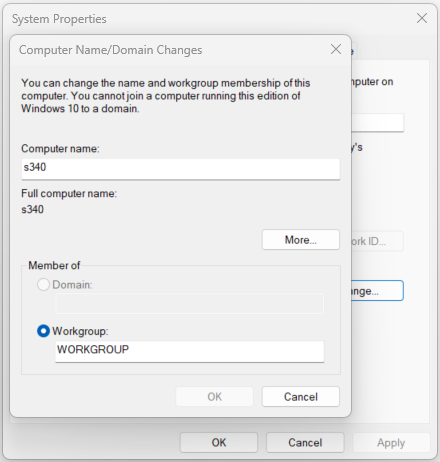 System Properties
Computer Name/Domain Changes
You can change the name and workgroup membership of this
computer. You cannot join a computer running this edition of
Windows 10 to a domain.
Computer name:
s340
Full computer name:
s340
More...
Member of
Domain:
Workgroup:
WORKGROUP
OK
Cancel
mputer on
y's
ork ID...
nge...
OK
Cancel
Apply